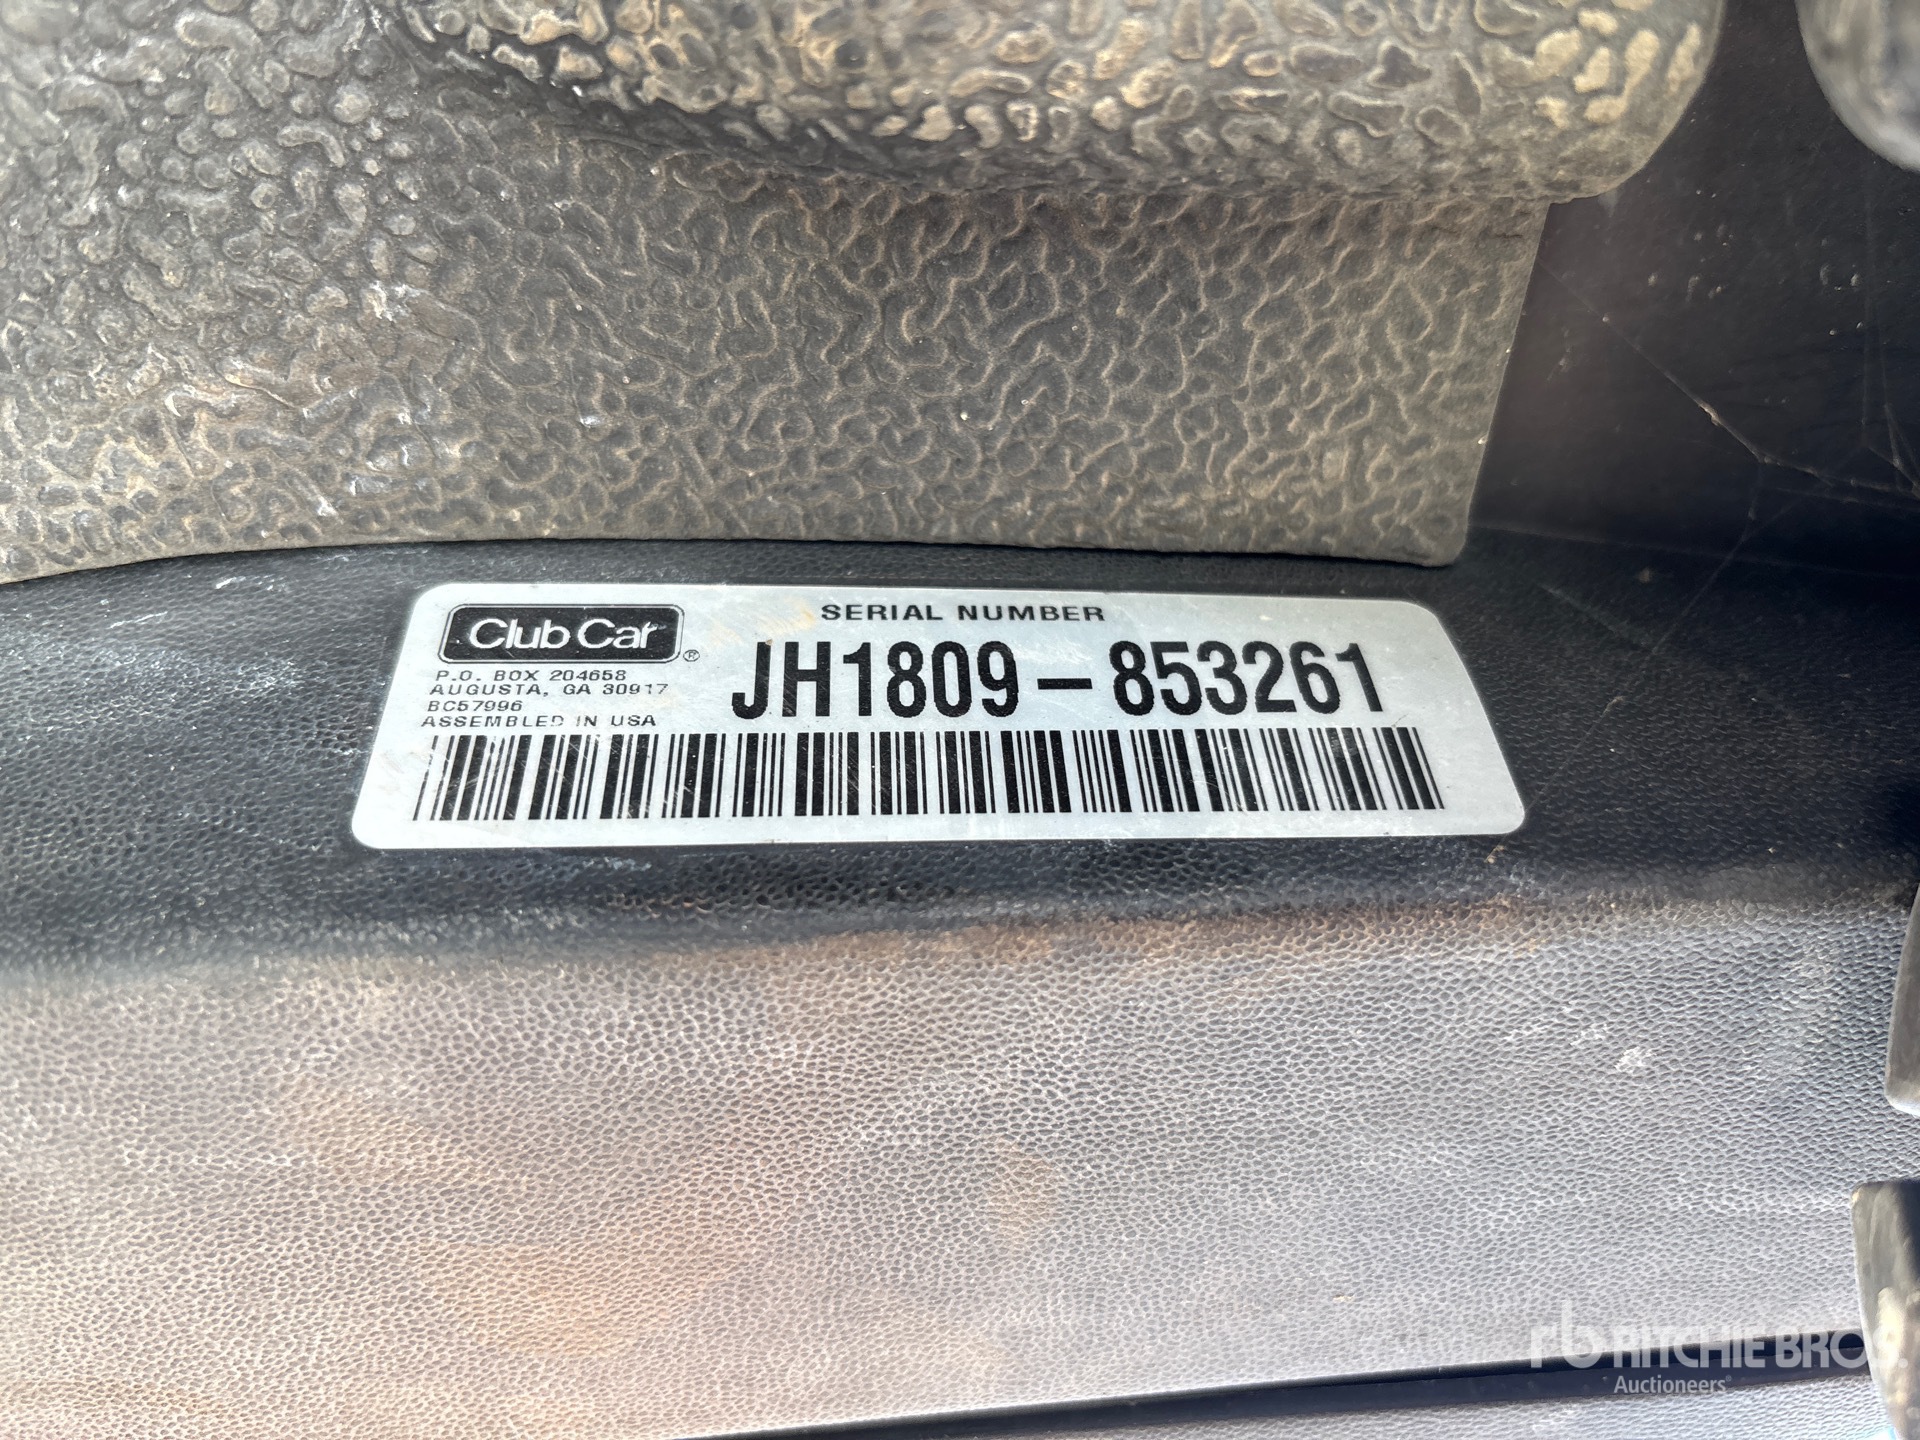 Club Car ®
P.O. BOX 204658
AUGUSTA, GA 30917
BC57996
ASSEMBLED IN USA
SERIAL NUMBER
JH1809-853261
rb RITCHIE BROS.
Auctioneers